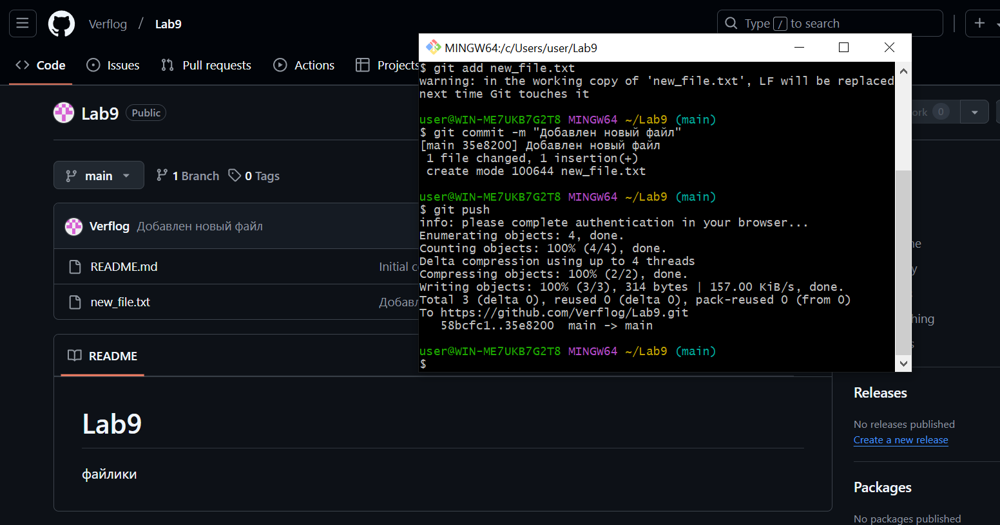 Verflog / Lab9
Type / to search
Code Issues Pull requests Actions Projects
Lab9 Public
0
main 1 Branch 0 Tags
Verflog Добавлен новый файл
README.md Initial
new_file.txt
README
Lab9
файлики
MINGW64:/c/Users/user/Lab9
$ git add new_file.txt
warning: in the working copy of 'new_file.txt', LF will be replaced
next time Git touches it
user@WIN-ME7UKB7G2T8 MINGW64 ~/Lab9 (main)
$ git commit -m "Добавлен новый файл"
[main 35e8200] Добавлен новый файл
1 file changed, 1 insertion(+)
create mode 100644 new_file.txt
user@WIN-ME7UKB7G2T8 MINGW64 ~/Lab9 (main)
$ git push
info: please complete authentication in your browser...
Enumerating objects: 4, done.
Counting objects: 100% (4/4), done.
Delta compression using up to 4 threads
Compressing objects: 100% (2/2), done.
Writing objects: 100% (3/3), 314 bytes | 157.00 KiB/s, done.
Total 3 (delta 0), reused 0 (delta 0), pack-reused 0 (from 0)
To https://github.com/Verflog/Lab9.git
58bcfc1..35e8200 main -> main
user@WIN-ME7UKB7G2T8 MINGW64 ~/Lab9 (main)
$
Releases
No releases published
Create a new release
Packages
No packages published